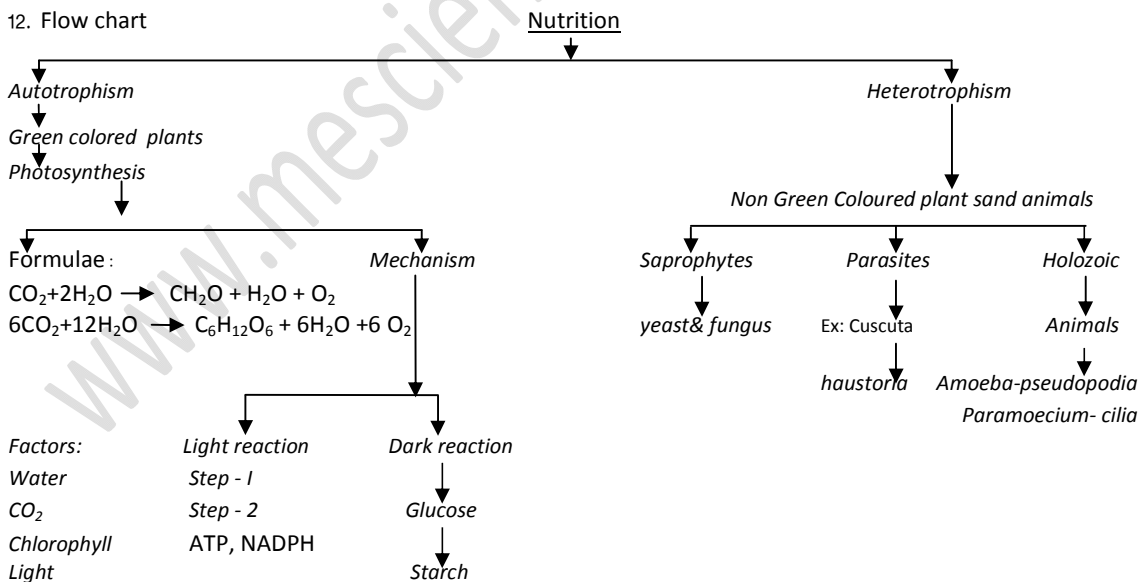 12. Flow chart
Nutrition
Autotrophism
Heterotrophism
Green colored plants
Photosynthesis
Non Green Coloured plant sand animals
Formulae :
Mechanism
Saprophytes
Parasites
Holozoic
CO₂+2H₂O → CH₂O + H₂O + O₂
6CO₂+12H₂O → C₆H₁₂O₆ + 6H₂O +6 O₂
yeast& fungus
Ex: Cuscuta
Animals
haustoria
Amoeba-pseudopodia
Paramoecium- cilia
Factors:
Light reaction
Dark reaction
Water
Step - I
CO₂
Step - 2
Glucose
Chlorophyll
ATP, NADPH
Light
Starch
www.mescien